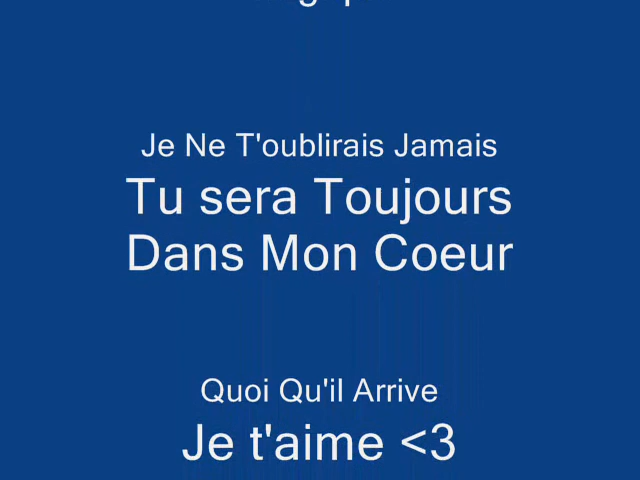 Je Ne T'oublirais Jamais
Tu sera Toujours
Dans Mon Coeur
Quoi Qu'il Arrive
Je t'aime <3